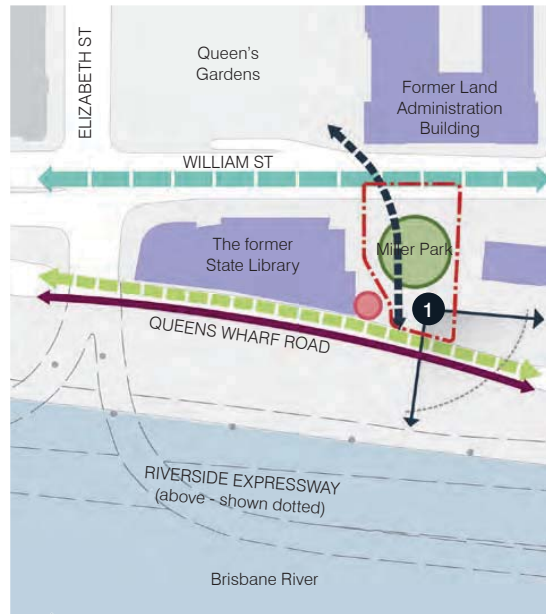 ELIZABETH ST
Queen's
Gardens
Former Land
Administration
Building
WILLIAM ST
The former
State Library
Miller Park
1
QUEENS WHARF ROAD
RIVERSIDE EXPRESSWAY
(above - shown dotted)
Brisbane River